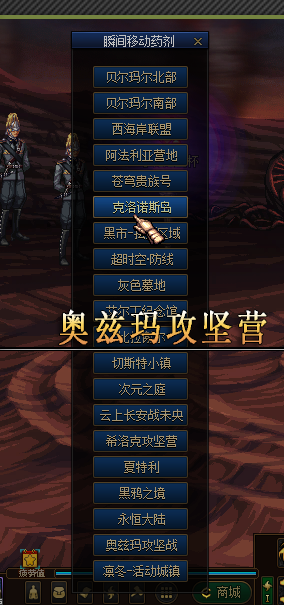 瞬间移动药剂
贝尔玛尔北部
贝尔玛尔南部
西海岸联盟
阿法利亚营地
苍穹贵族号
克洛诺斯岛
超时空·防线
灰色墓地
奥兹玛攻坚营
切斯特小镇
次元之庭
云上长安战未央
希洛克攻坚营
夏特利
黑鸦之境
永恒大陆
奥兹玛攻坚战
凛冬-活动城镇
疲劳值
商城